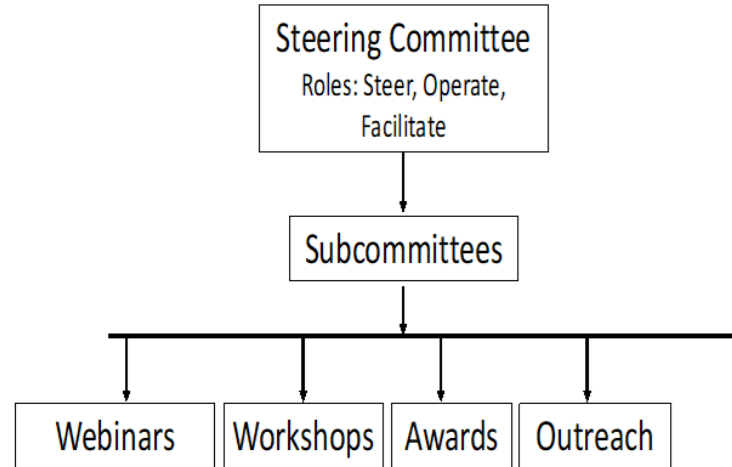 Steering Committee
Roles: Steer, Operate,
Facilitate
Subcommittees
Webinars
Workshops
Awards
Outreach